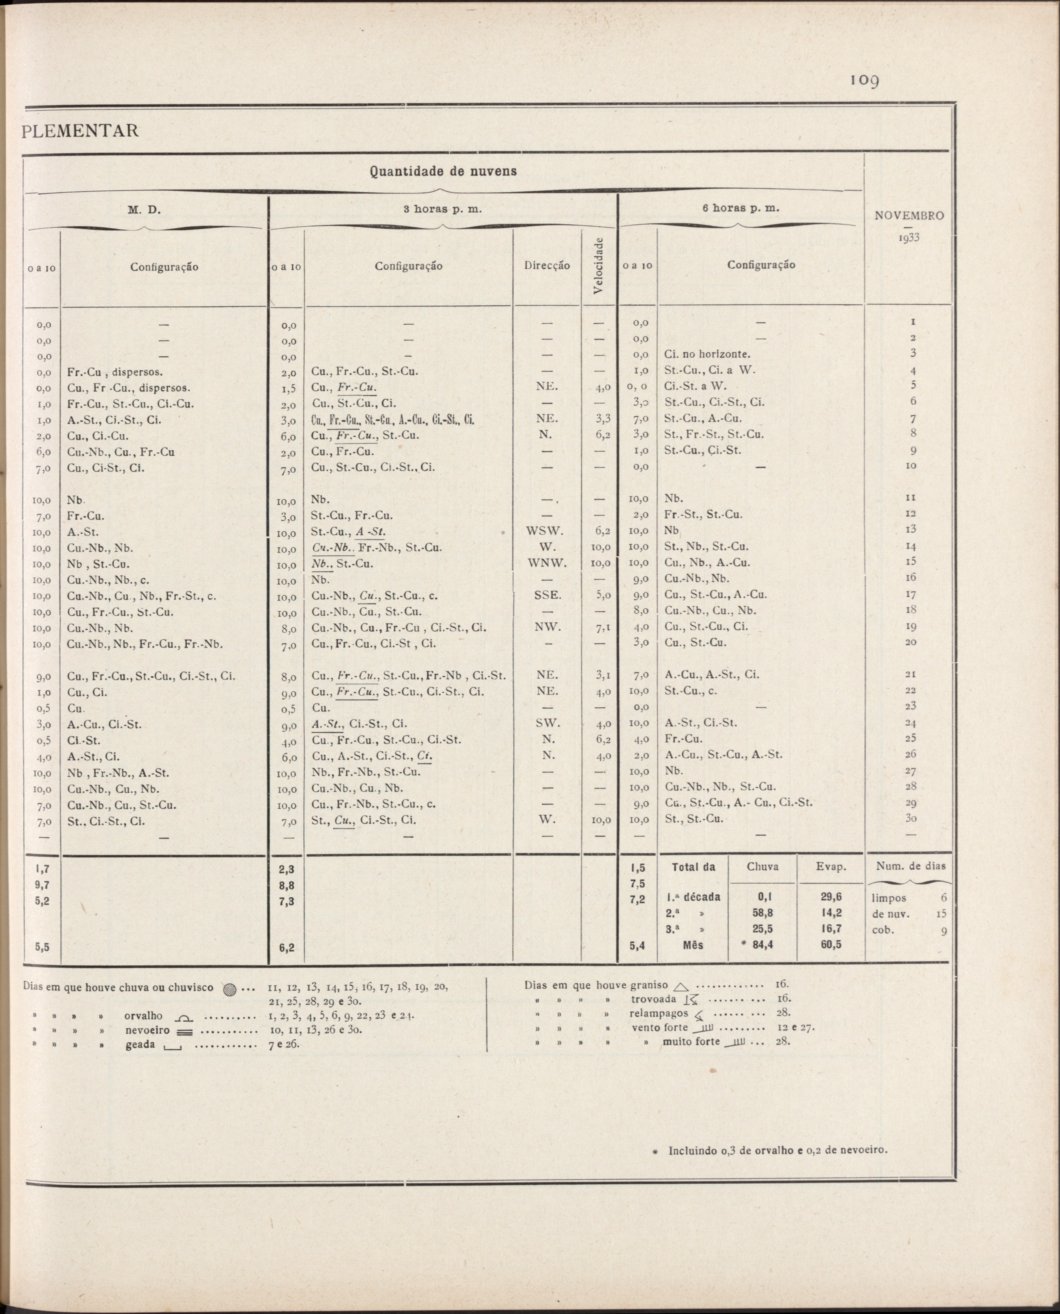 109
PLEMENTAR
Quantidade de nuvens
M. D. 3 horas p. m. 6 horas p. m. NOVEMBRO
—
1933
0 a 10 Configuração 0 a 10 Configuração Direcção Velocidade 0 a 10 Configuração
0,0 — 0,0 — — — 0,0 — 1
0,0 — 0,0 — — — 0,0 — 2
0,0 — 0,0 — — — 0,0 Ci. no horizonte. 3
0,0 Fr.-Cu , dispersos. 2,0 Cu., Fr.-Cu., St.-Cu. — — 1,0 St.-Cu., Ci. a W. 4
0,0 Cu., Fr -Cu., dispersos. 1,5 Cu., Fr.-Cu. NE. 4,0 0, 0 Ci.-St. a W. 5
1,0 Fr.-Cu., St.-Cu., Ci.-Cu. 2,0 Cu., St.-Cu., Ci. — — 3,0 St.-Cu., Ci.-St., Ci. 6
1,0 A.-St., Ci.-St., Ci. 3,0 Cu., Fr.-Cu., St.-Cu., A.-Cu., Ci.-St., Ci. NE. 3,3 7,0 St.-Cu., A.-Cu. 7
2,0 Cu., Ci.-Cu. 6,0 Cu., Fr.-Cu., St.-Cu. N. 6,2 3,0 St., Fr.-St., St.-Cu. 8
6,0 Cu.-Nb., Cu., Fr.-Cu 2,0 Cu., Fr.-Cu. — — 1,0 St.-Cu., Ci.-St. 9
7,0 Cu., Ci-St., Ci. 7,0 Cu., St.-Cu., Ci.-St., Ci. — — 0,0 — 10
10,0 Nb. 10,0 Nb. — — 10,0 Nb. 11
7,0 Fr.-Cu. 3,0 St.-Cu., Fr.-Cu. — — 2,0 Fr.-St., St.-Cu. 12
10,0 A.-St. 10,0 St.-Cu., A -St. WSW. 6,2 10,0 Nb 13
10,0 Cu.-Nb., Nb. 10,0 Cu.-Nb., Fr.-Nb., St.-Cu. W. 10,0 10,0 St., Nb., St.-Cu. 14
10,0 Nb , St.-Cu. 10,0 Nb., St.-Cu. WNW. 10,0 10,0 Cu., Nb., A.-Cu. 15
10,0 Cu.-Nb., Nb., c. 10,0 Nb. — — 9,0 Cu.-Nb., Nb. 16
10,0 Cu.-Nb., Cu , Nb., Fr.-St., c. 10,0 Cu.-Nb., Cu., St.-Cu., c. SSE. 5,0 9,0 Cu., St.-Cu., A.-Cu. 17
10,0 Cu., Fr.-Cu., St.-Cu. 10,0 Cu.-Nb., Cu., St.-Cu. — — 8,0 Cu.-Nb., Cu., Nb. 18
10,0 Cu.-Nb., Nb. 8,0 Cu.-Nb., Cu., Fr.-Cu , Ci.-St., Ci. NW. 7,1 4,0 Cu., St.-Cu., Ci. 19
10,0 Cu.-Nb., Nb., Fr.-Cu., Fr.-Nb. 7,0 Cu., Fr.-Cu., Ci.-St , Ci. — — 3,0 Cu., St.-Cu. 20
9,0 Cu., Fr.-Cu., St.-Cu., Ci.-St., Ci. 8,0 Cu., Fr.-Cu., St.-Cu., Fr.-Nb , Ci.-St. NE. 3,1 7,0 A.-Cu., A.-St., Ci. 21
1,0 Cu., Ci. 9,0 Cu., Fr.-Cu., St.-Cu., Ci.-St., Ci. NE. 4,0 10,0 St.-Cu., c. 22
0,5 Cu 0,5 Cu. — — 0,0 — 23
3,0 A.-Cu., Ci.-St. 9,0 A.-St., Ci.-St., Ci. SW. 4,0 10,0 A.-St., Ci.-St. 24
0,5 Ci.-St. 4,0 Cu., Fr.-Cu., St.-Cu., Ci.-St. N. 6,2 4,0 Fr.-Cu. 25
4,0 A.-St., Ci. 6,0 Cu., A.-St., Ci.-St., Ci. N. 4,0 2,0 A.-Cu., St.-Cu., A.-St. 26
10,0 Nb , Fr.-Nb., A.-St. 10,0 Nb., Fr.-Nb., St.-Cu. — — 10,0 Nb. 27
10,0 Cu.-Nb., Cu., Nb. 10,0 Cu.-Nb., Cu., Nb. — — 10,0 Cu.-Nb., Nb., St.-Cu. 28
7,0 Cu.-Nb., Cu., St.-Cu. 10,0 Cu., Fr.-Nb., St.-Cu., c. — — 9,0 Cu., St.-Cu., A.- Cu., Ci.-St. 29
7,0 St., Ci.-St., Ci. 7,0 St., Cu., Ci.-St., Ci. W. 10,0 10,0 St., St.-Cu. 30
— — — — — — — — —
1,7 2,3 1,5 Total da Chuva Evap. Num. de dias
9,7 8,8 7,5
5,2 7,3 7,2 1.ª década 0,1 29,6 limpos 6
2.ª » 58,8 14,2 de nuv. 15
3.ª » 25,5 16,7 cob. 9
5,5 6,2 5,4 Mês * 84,4 60,5
Dias em que houve chuva ou chuvisco ... 11, 12, 13, 14, 15, 16, 17, 18, 19, 20, Dias em que houve graniso ............. 16.
21, 25, 28, 29 e 30. » » » » trovoada ....... ... 16.
» » » » orvalho .......... 1, 2, 3, 4, 5, 6, 9, 22, 23 e 24. » » » » relampagos ...... ... 28.
» » » » nevoeiro ........... 10, 11, 13, 26 e 30. » » » » vento forte ......... 12 e 27.
» » » » geada ............ 7 e 26. » » » » » muito forte ... 28.
* Incluindo 0,3 de orvalho e 0,2 de nevoeiro.